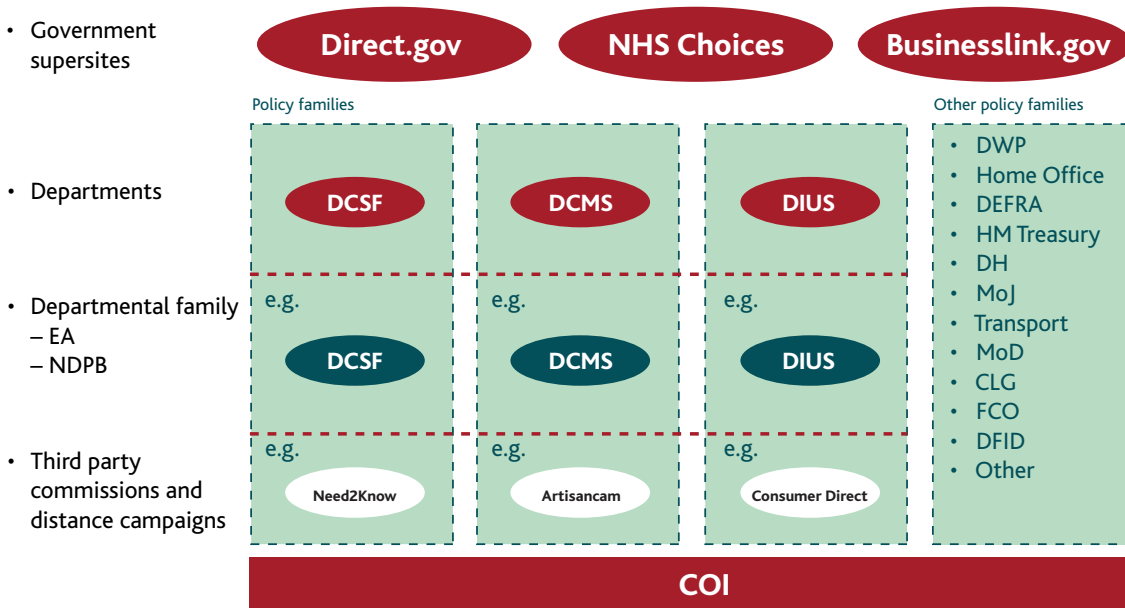 • Government
supersites
Direct.gov
NHS Choices
Businesslink.gov
Policy families
Other policy families
• Departments
DCSF
DCMS
DIUS
• DWP
• Home Office
• DEFRA
• HM Treasury
• DH
• MoJ
• Transport
• MoD
• CLG
• FCO
• DFID
• Other
• Departmental family
– EA
– NDPB
e.g.
DCSF
e.g.
DCMS
e.g.
DIUS
• Third party
commissions and
distance campaigns
e.g.
Need2Know
e.g.
Artisancam
e.g.
Consumer Direct
COI